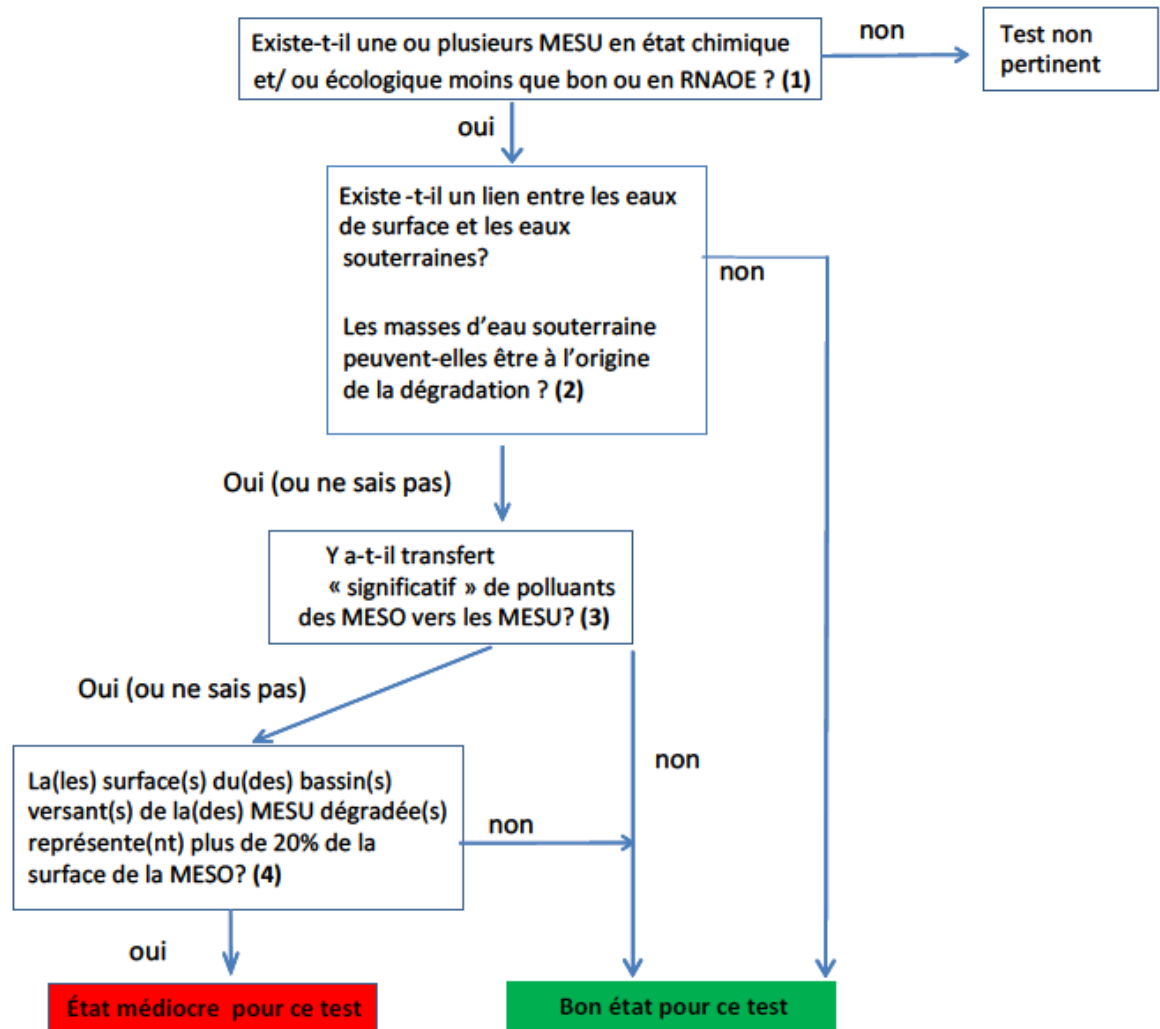 Existe-t-il une ou plusieurs MESU en état chimique
et/ ou écologique moins que bon ou en RNAOE ? (1)
non
Test non
pertinent
oui
Existe -t-il un lien entre les eaux
de surface et les eaux
souterraines?
Les masses d'eau souterraine
peuvent-elles être à l'origine
de la dégradation ? (2)
non
Oui (ou ne sais pas)
Y a-t-il transfert
« significatif » de polluants
des MESO vers les MESU? (3)
Oui (ou ne sais pas)
non
La(les) surface(s) du(des) bassin(s)
versant(s) de la(des) MESU dégradée(s)
représente(nt) plus de 20% de la
surface de la MESO? (4)
non
oui
État médiocre pour ce test
Bon état pour ce test